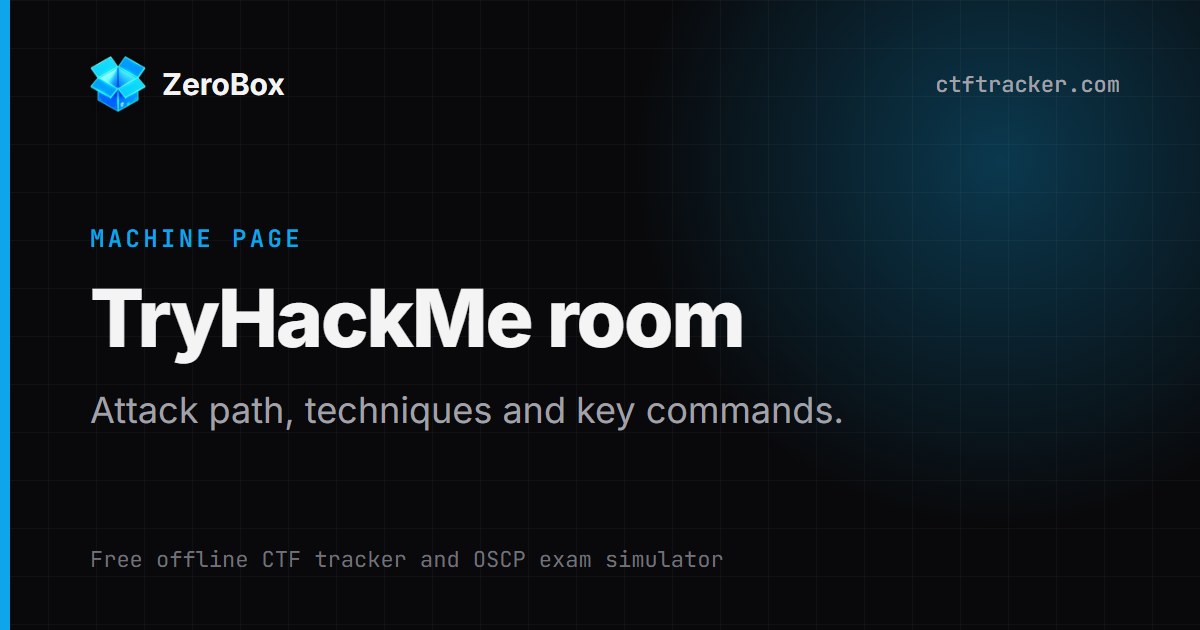 ZeroBox
ctftracker.com
MACHINE PAGE
TryHackMe room
Attack path, techniques and key commands.
Free offline CTF tracker and OSCP exam simulator